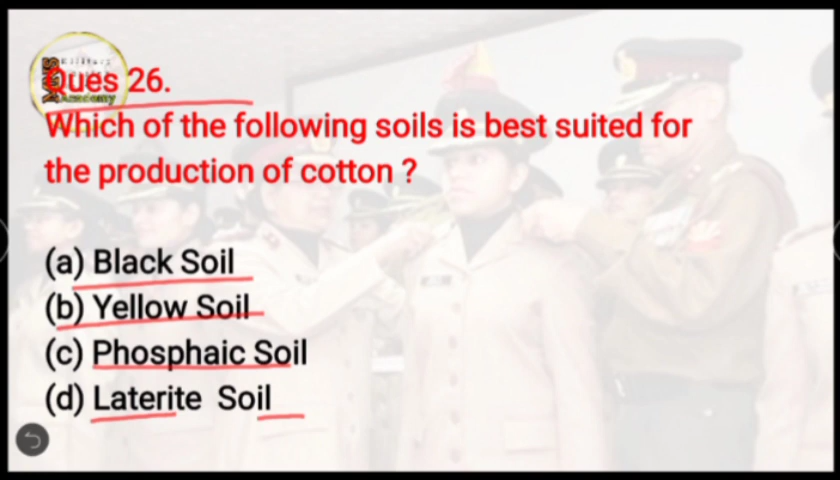 Ques 26.
Which of the following soils is best suited for
the production of cotton ?
(a) Black Soil
(b) Yellow Soil
(c) Phosphaic Soil
(d) Laterite Soil